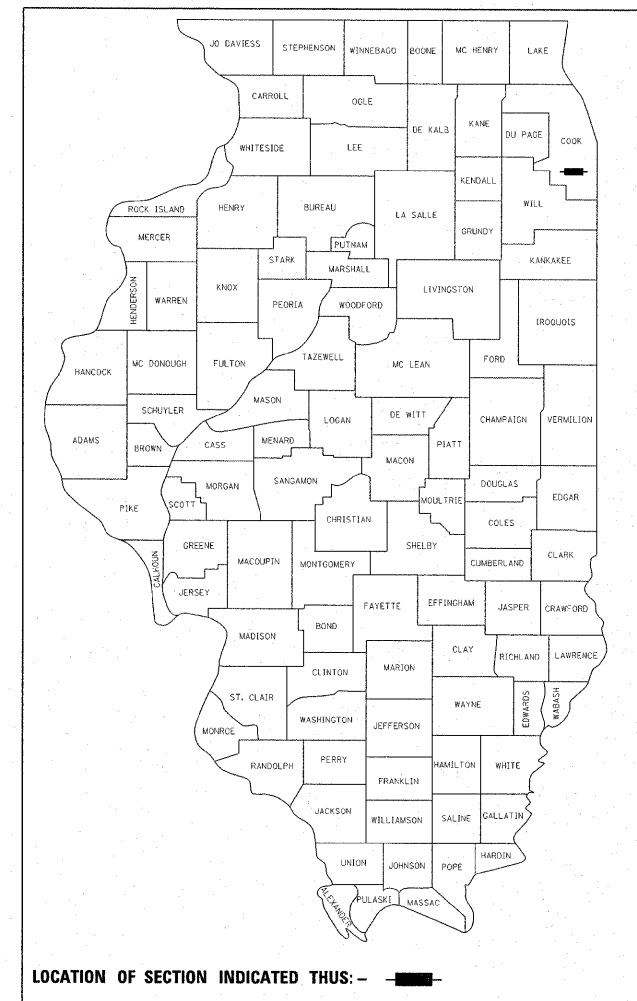 JO DAVIESS
STEPHENSON
WINNEBAGO
BOONE
MC HENRY
LAKE
CARROLL
OGLE
DE KALB
KANE
DU PAGE
COOK
WHITESIDE
LEE
KENDALL
WILL
ROCK ISLAND
HENRY
BUREAU
LA SALLE
GRUNDY
MERCER
PUTNAM
KANKAKEE
STARK
MARSHALL
HENDERSON
WARREN
KNOX
PEORIA
WOODFORD
LIVINGSTON
IROQUOIS
HANCOCK
MC DONOUGH
FULTON
TAZEWELL
MC LEAN
FORD
MASON
SCHUYLER
LOGAN
DE WITT
CHAMPAIGN
VERMILION
ADAMS
BROWN
CASS
MENARD
PIATT
MACON
PIKE
SCOTT
MORGAN
SANGAMON
MOULTRIE
DOUGLAS
EDGAR
CHRISTIAN
COLES
CALHOUN
GREENE
MACOUPIN
MONTGOMERY
SHELBY
CUMBERLAND
CLARK
JERSEY
FAYETTE
EFFINGHAM
JASPER
CRAWFORD
MADISON
BOND
CLAY
RICHLAND
LAWRENCE
CLINTON
MARION
ST. CLAIR
WAYNE
EDWARDS
WABASH
MONROE
WASHINGTON
JEFFERSON
RANDOLPH
PERRY
HAMILTON
WHITE
FRANKLIN
JACKSON
WILLIAMSON
SALINE
GALLATIN
UNION
JOHNSON
POPE
HARDIN
ALEXANDER
PULASKI
MASSAC
LOCATION OF SECTION INDICATED THUS: -